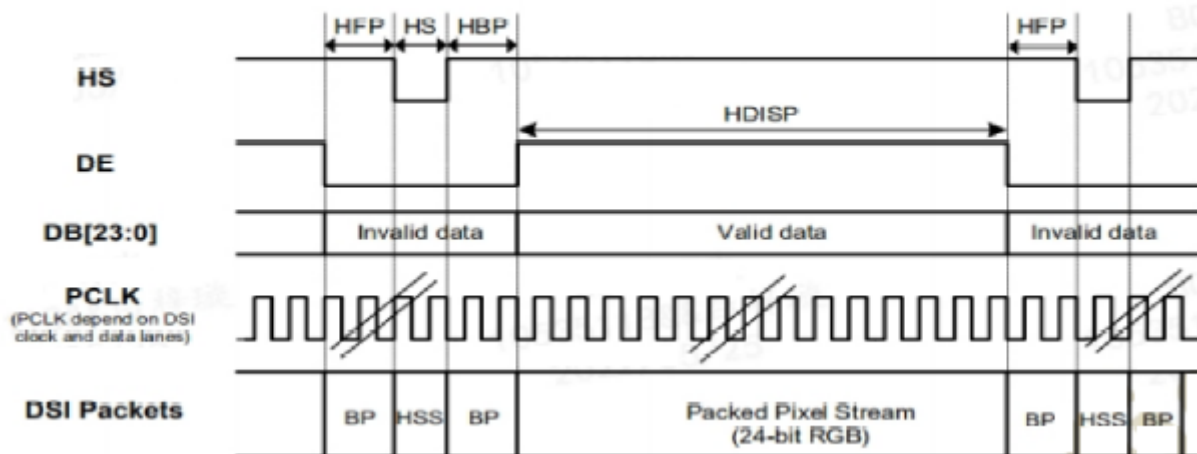 HFP HS HBP HFP
HS
HDISP
DE
DB[23:0] Invalid data Valid data Invalid data
PCLK
(PCLK depend on DSI
clock and data lanes)
DSI Packets BP HSS BP Packed Pixel Stream BP HSS BP
(24-bit RGB)